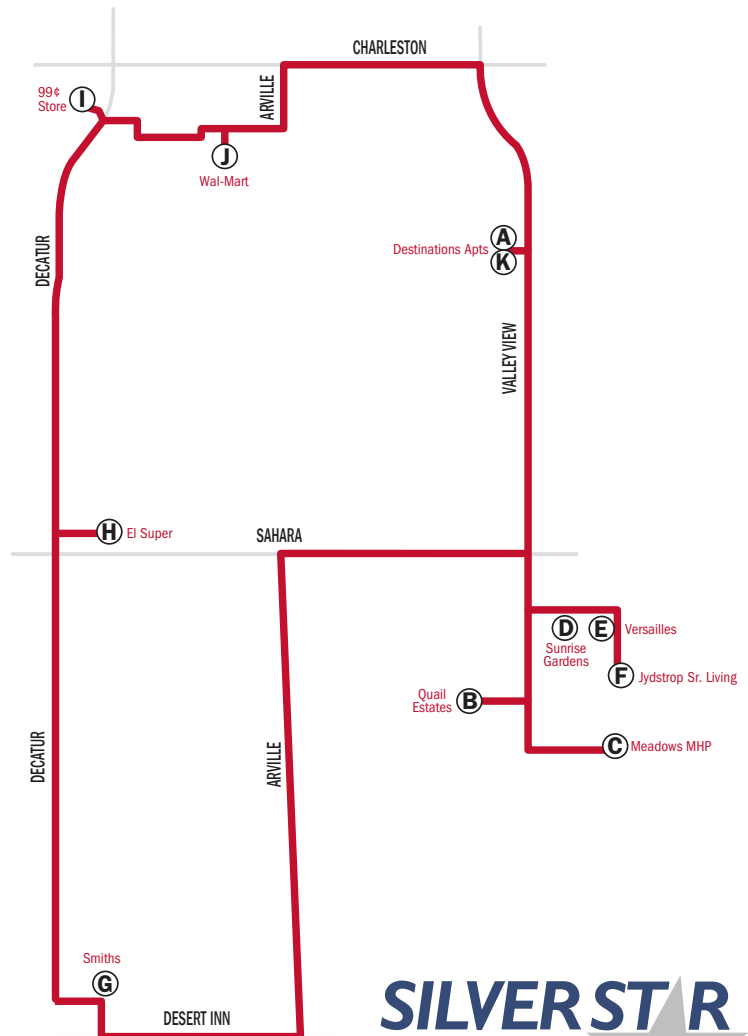 CHARLESTON
ARVILLE
99¢
Store
I
J
Wal-Mart
DECATUR
A
Destinations Apts
K
VALLEY VIEW
H
El Super
SAHARA
D
E
Versailles
Sunrise
Gardens
F
Jydstrop Sr. Living
Quail
Estates
B
C
Meadows MHP
DECATUR
ARVILLE
Smiths
G
DESERT INN
SILVER STAR